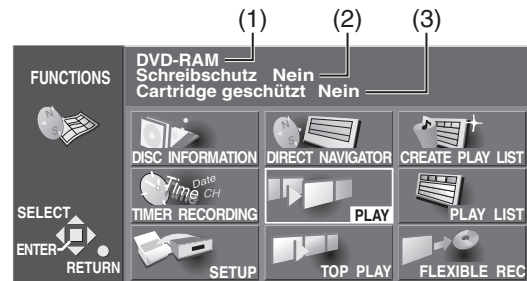 (1) (2) (3)
FUNCTIONS
DVD-RAM
Schreibschutz Nein
Cartridge geschützt Nein
DISC INFORMATION DIRECT NAVIGATOR CREATE PLAY LIST
Time Date CH
TIMER RECORDING PLAY PLAY LIST
SETUP TOP PLAY FLEXIBLE REC
N
S
N
S
SELECT
ENTER
RETURN